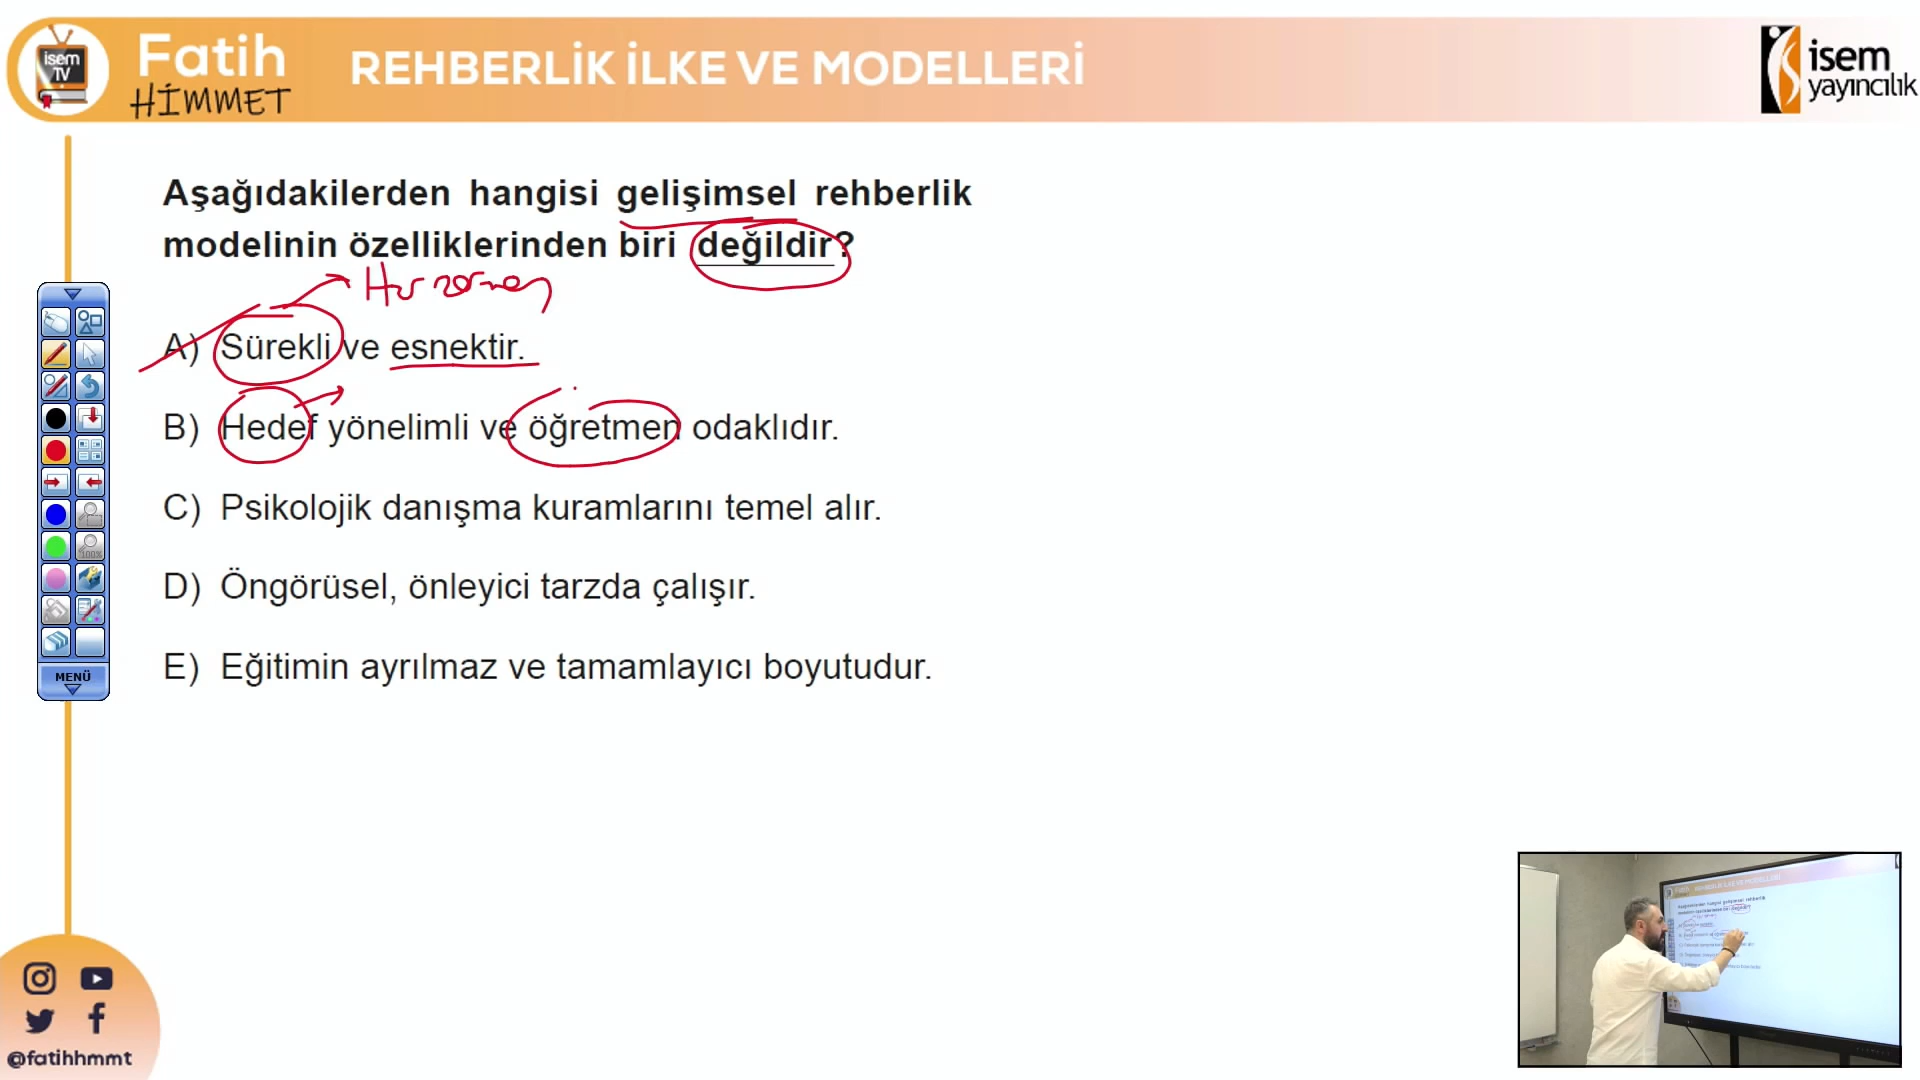 isem
TV
Fatih
HİMMET
REHBERLİK İLKE VE MODELLERİ
isem
yayıncılık
Aşağıdakilerden hangisi gelişimsel rehberlik
modelinin özelliklerinden biri değildir?
A) Sürekli ve esnektir.
B) Hedef yönelimli ve öğretmen odaklıdır.
C) Psikolojik danışma kuramlarını temel alır.
D) Öngörüsel, önleyici tarzda çalışır.
E) Eğitimin ayrılmaz ve tamamlayıcı boyutudur.
100%
MENÜ
@fatihhmmt